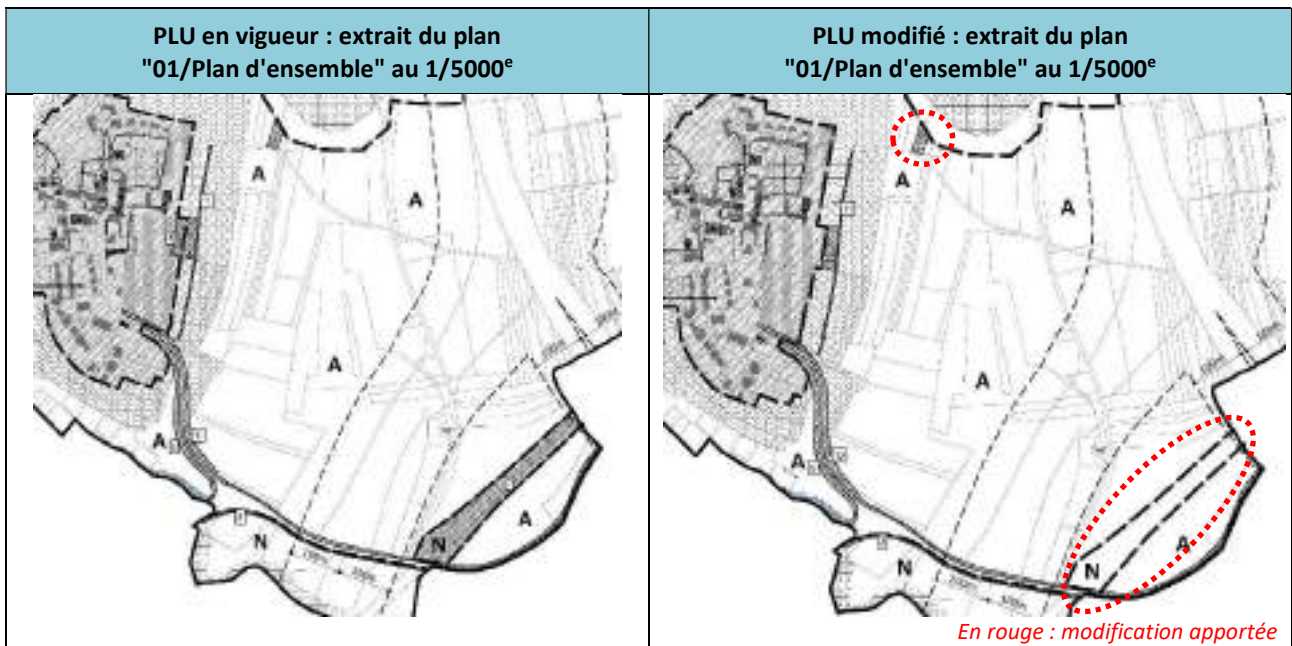 PLU en vigueur : extrait du plan
"01/Plan d'ensemble" au 1/5000e
PLU modifié : extrait du plan
"01/Plan d'ensemble" au 1/5000e
A
A
A
A
A
N
N
A
A
A
A
A
N
N
En rouge : modification apportée